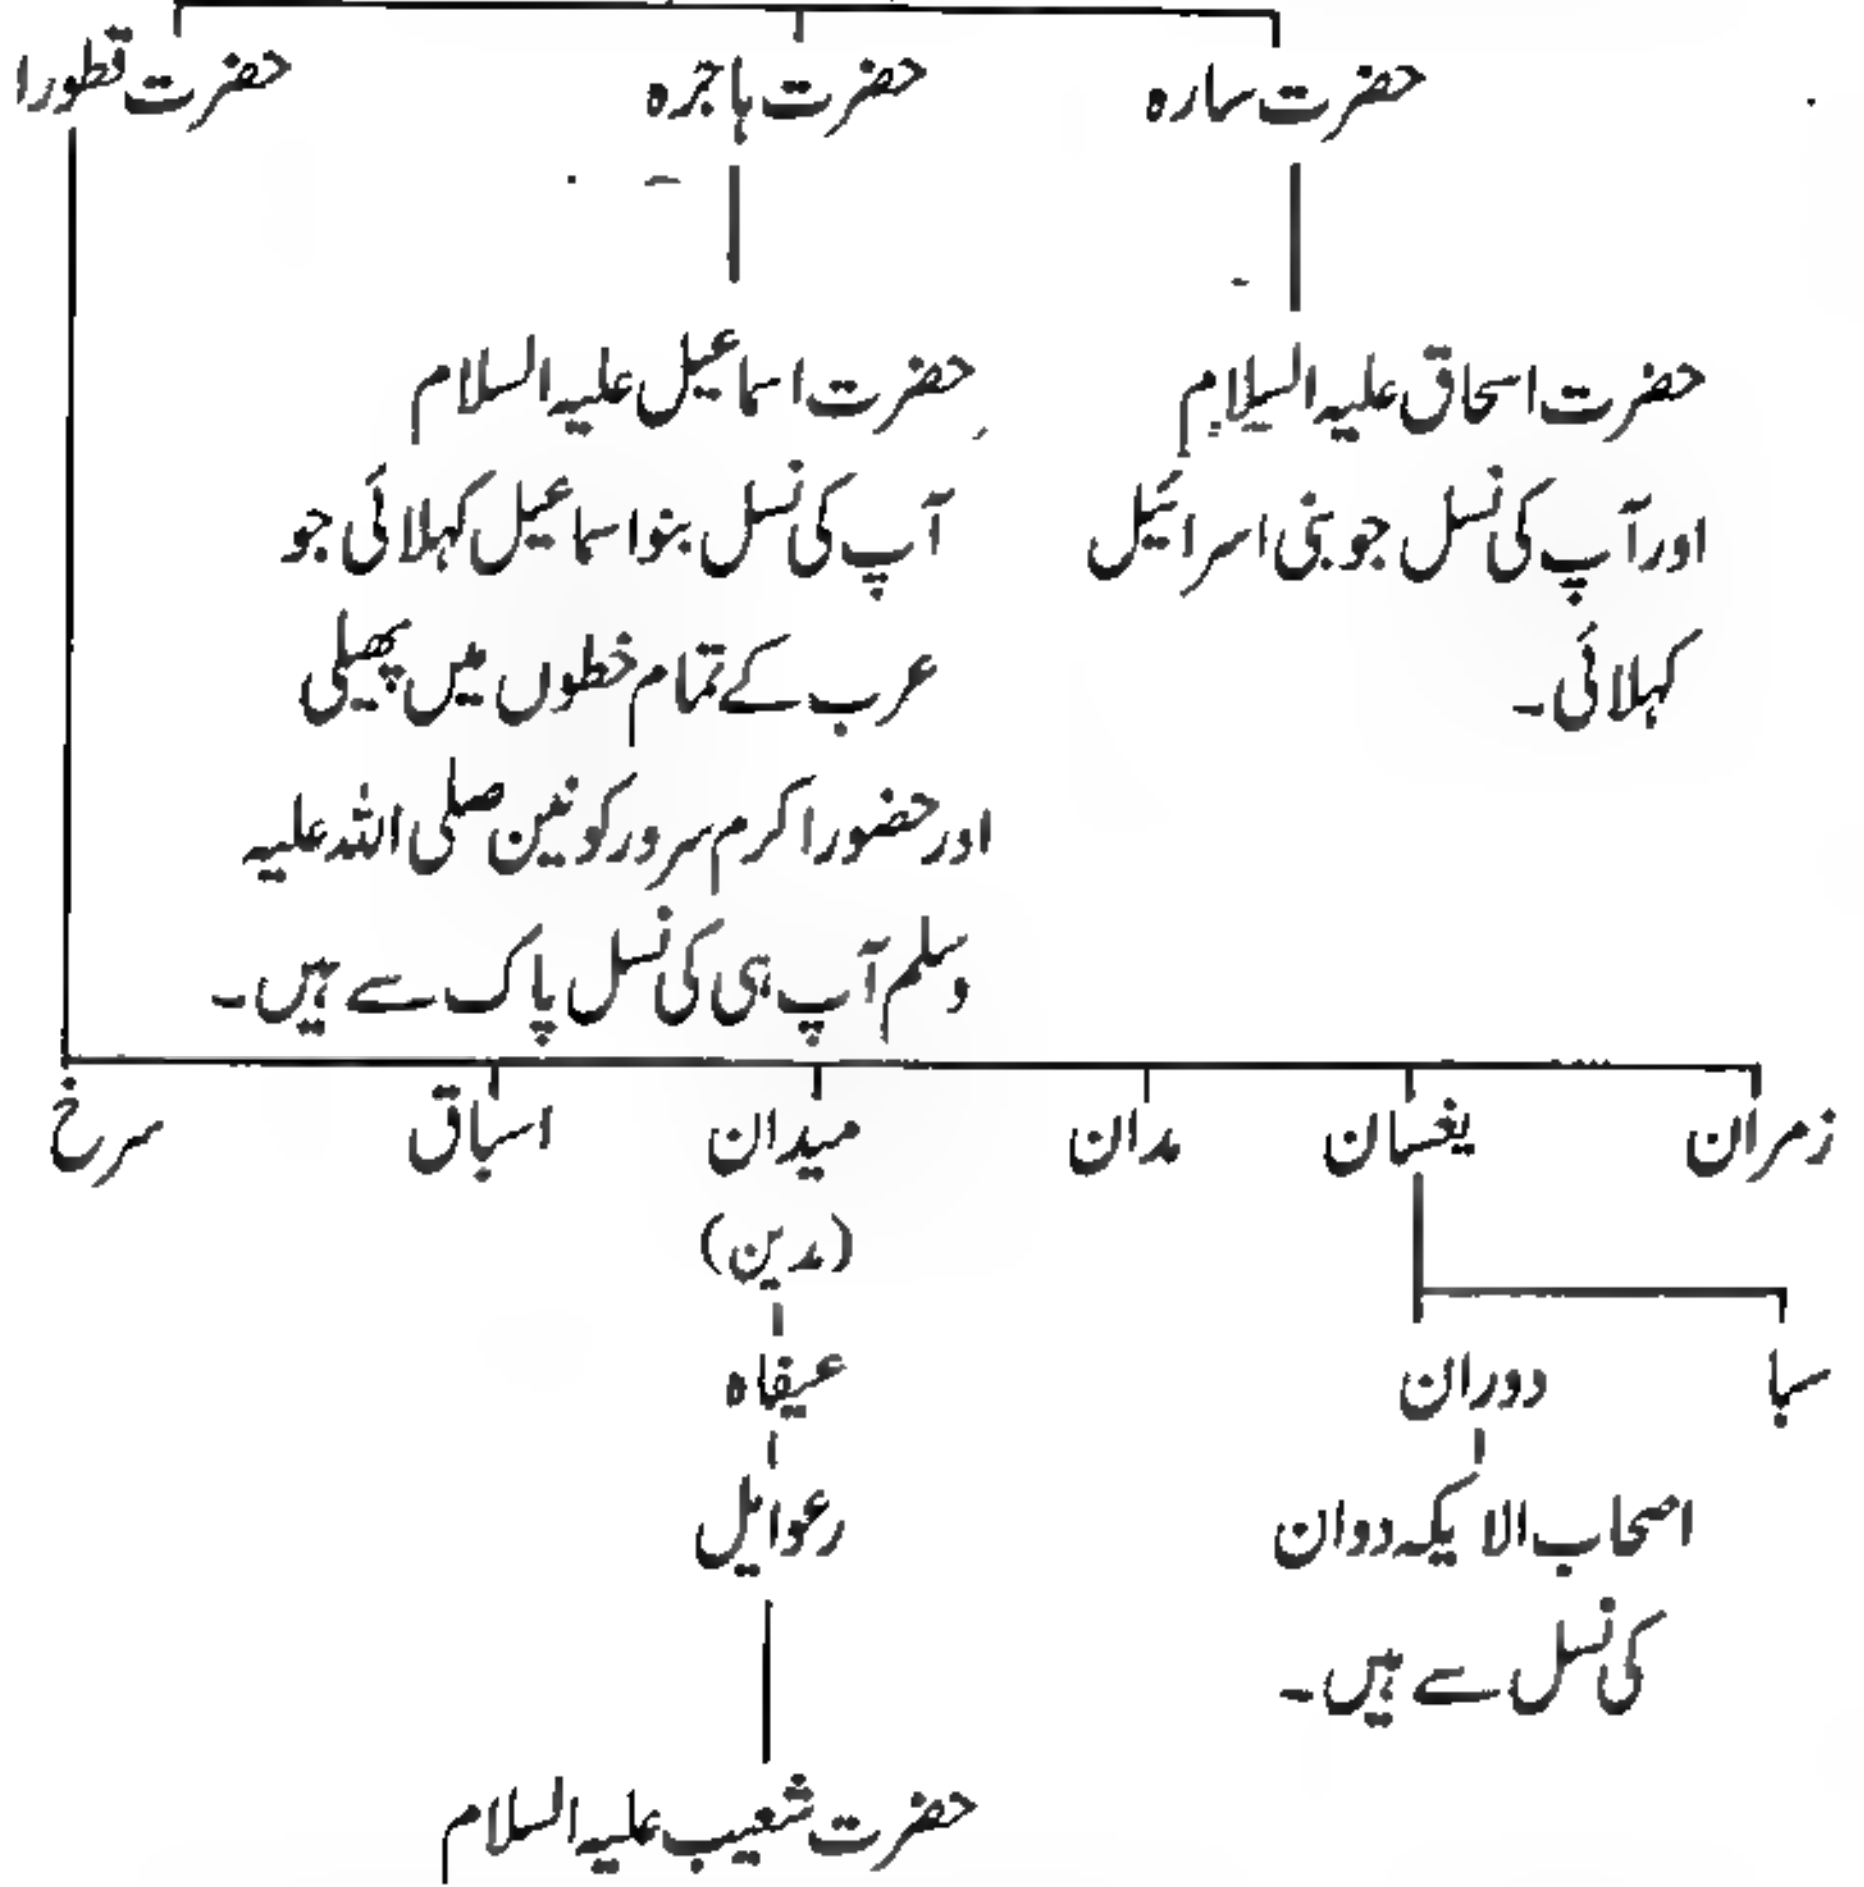 حضرت سارہ
حضرت ہاجرہ
حضرت قطورا
حضرت اسحاق علیہ السلام
اور آپ کی نسل جو بنی اسرائیل
کہلائی۔
حضرت اسماعیل علیہ السلام
آپ کی نسل بنو اسماعیل کہلائی جو
عرب کے تمام خطوں میں پھیلی
اور حضور اکرم سرور کونین صلی اللہ علیہ
وسلم آپ ہی کی نسل پاک سے ہیں۔
زمران
یغسان
مدان
میدان
اسباق
سرخ
(مدین)
سبا
دوران
عیفاہ
اصحاب الایکہ ددان
کی نسل سے ہیں۔
رعوایل
حضرت شعیب علیہ السلام